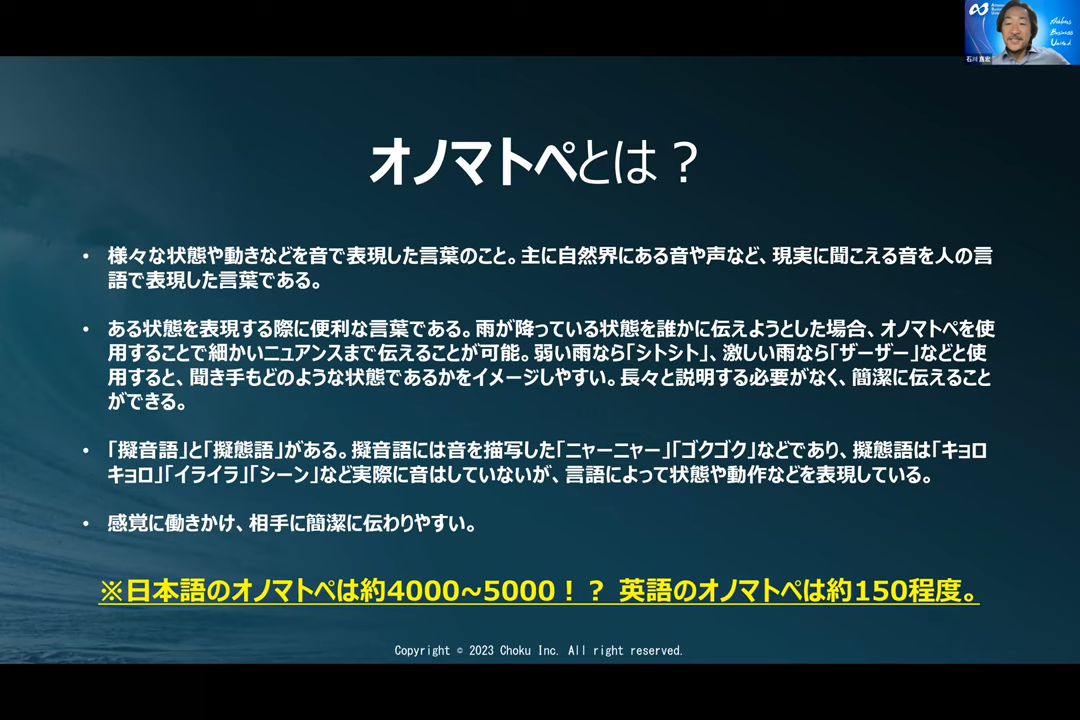 Business
石川 真宏
Athletes
Business
United
オノマトペとは？
• 様々な状態や動きなどを音で表現した言葉のこと。主に自然界にある音や声など、現実に聞こえる音を人の言
語で表現した言葉である。
• ある状態を表現する際に便利な言葉である。雨が降っている状態を誰かに伝えようとした場合、オノマトペを使
用することで細かいニュアンスまで伝えることが可能。弱い雨なら「シトシト」、激しい雨なら「ザーザー」などと使
用すると、聞き手もどのような状態であるかをイメージしやすい。長々と説明する必要がなく、簡潔に伝えること
ができる。
• 「擬音語」と「擬態語」がある。擬音語には音を描写した「ニャーニャー」「ゴクゴク」などであり、擬態語は「キョロ
キョロ」「イライラ」「シーン」など実際に音はしていないが、言語によって状態や動作などを表現している。
• 感覚に働きかけ、相手に簡潔に伝わりやすい。
※日本語のオノマトペは約4000~5000！？ 英語のオノマトペは約150程度。
Copyright © 2023 Choku Inc. All right reserved.